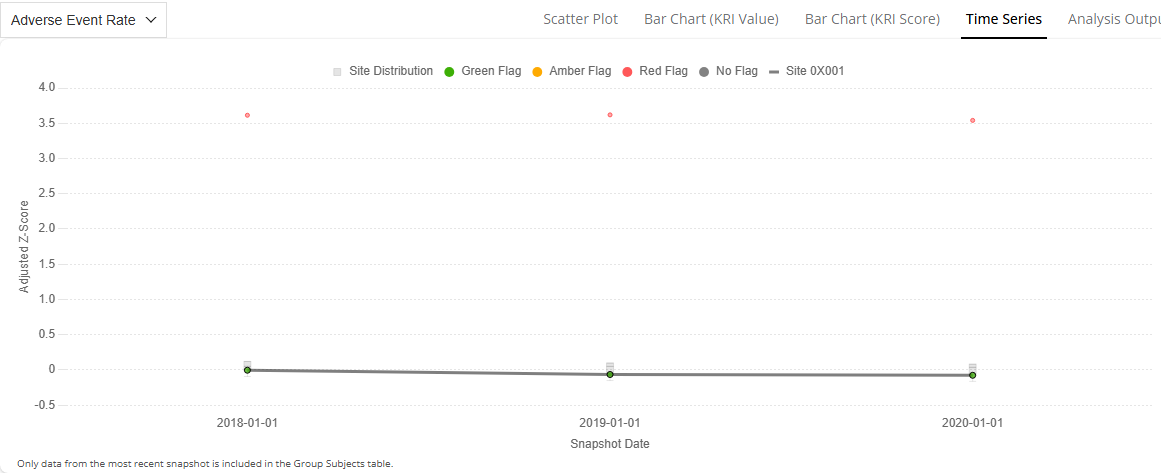 Adverse Event Rate
Scatter Plot Bar Chart (KRI Value) Bar Chart (KRI Score) Time Series Analysis Outpu
Site Distribution Green Flag Amber Flag Red Flag No Flag Site 0X001
4.0
3.5
3.0
2.5
2.0
1.5
1.0
0.5
0
-0.5
Adjusted Z-Score
2018-01-01 2019-01-01 2020-01-01
Snapshot Date
Only data from the most recent snapshot is included in the Group Subjects table.